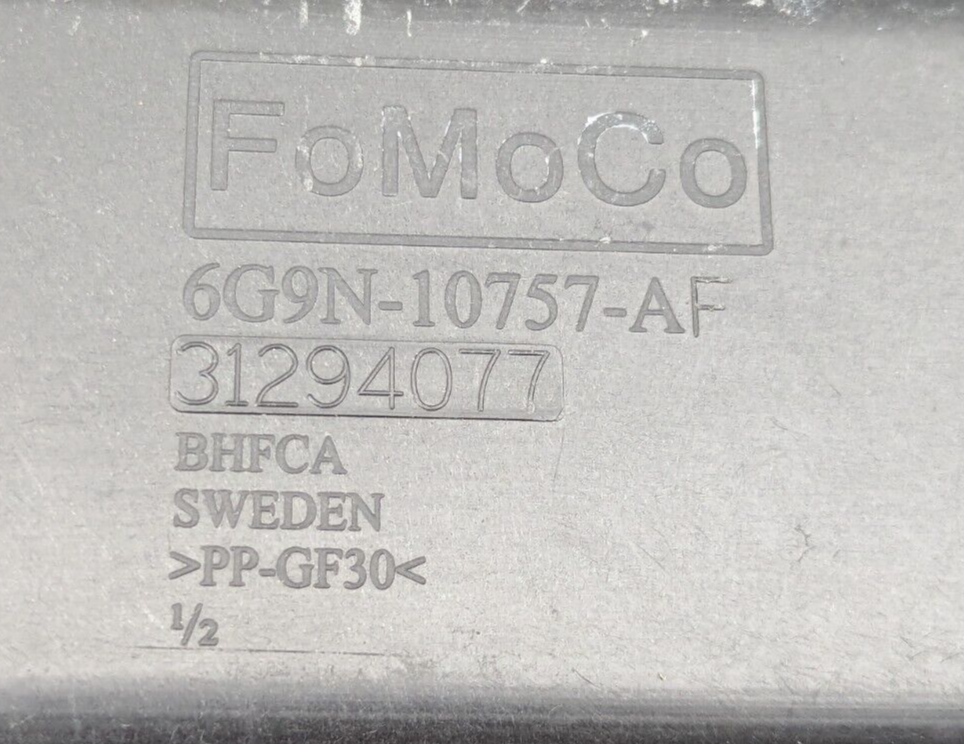 FoMoCo
6G9N-10757-AF
31294077
BHFCA
SWEDEN
>PP-GF30<
½